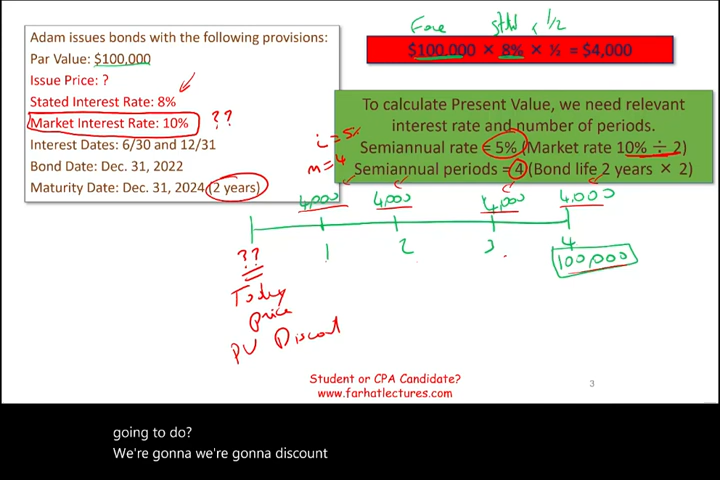 Adam issues bonds with the following provisions:
Par Value: $100,000
Issue Price: ?
Stated Interest Rate: 8%
Market Interest Rate: 10% ??
Interest Dates: 6/30 and 12/31
Bond Date: Dec. 31, 2022
Maturity Date: Dec. 31, 2024 (2 years)
Face 1/2
$100,000 × 8% × ½ = $4,000
To calculate Present Value, we need relevant
interest rate and number of periods.
Semiannual rate = 5% (Market rate 10% ÷ 2)
Semiannual periods = 4 (Bond life 2 years × 2)
i = 5%
n = 4
4,000 4,000 4,000 4,000
1 2 3 4
100,000
??
Today
Price
PV Discount
Student or CPA Candidate?
www.farhatlectures.com
3
going to do?
We're gonna we're gonna discount